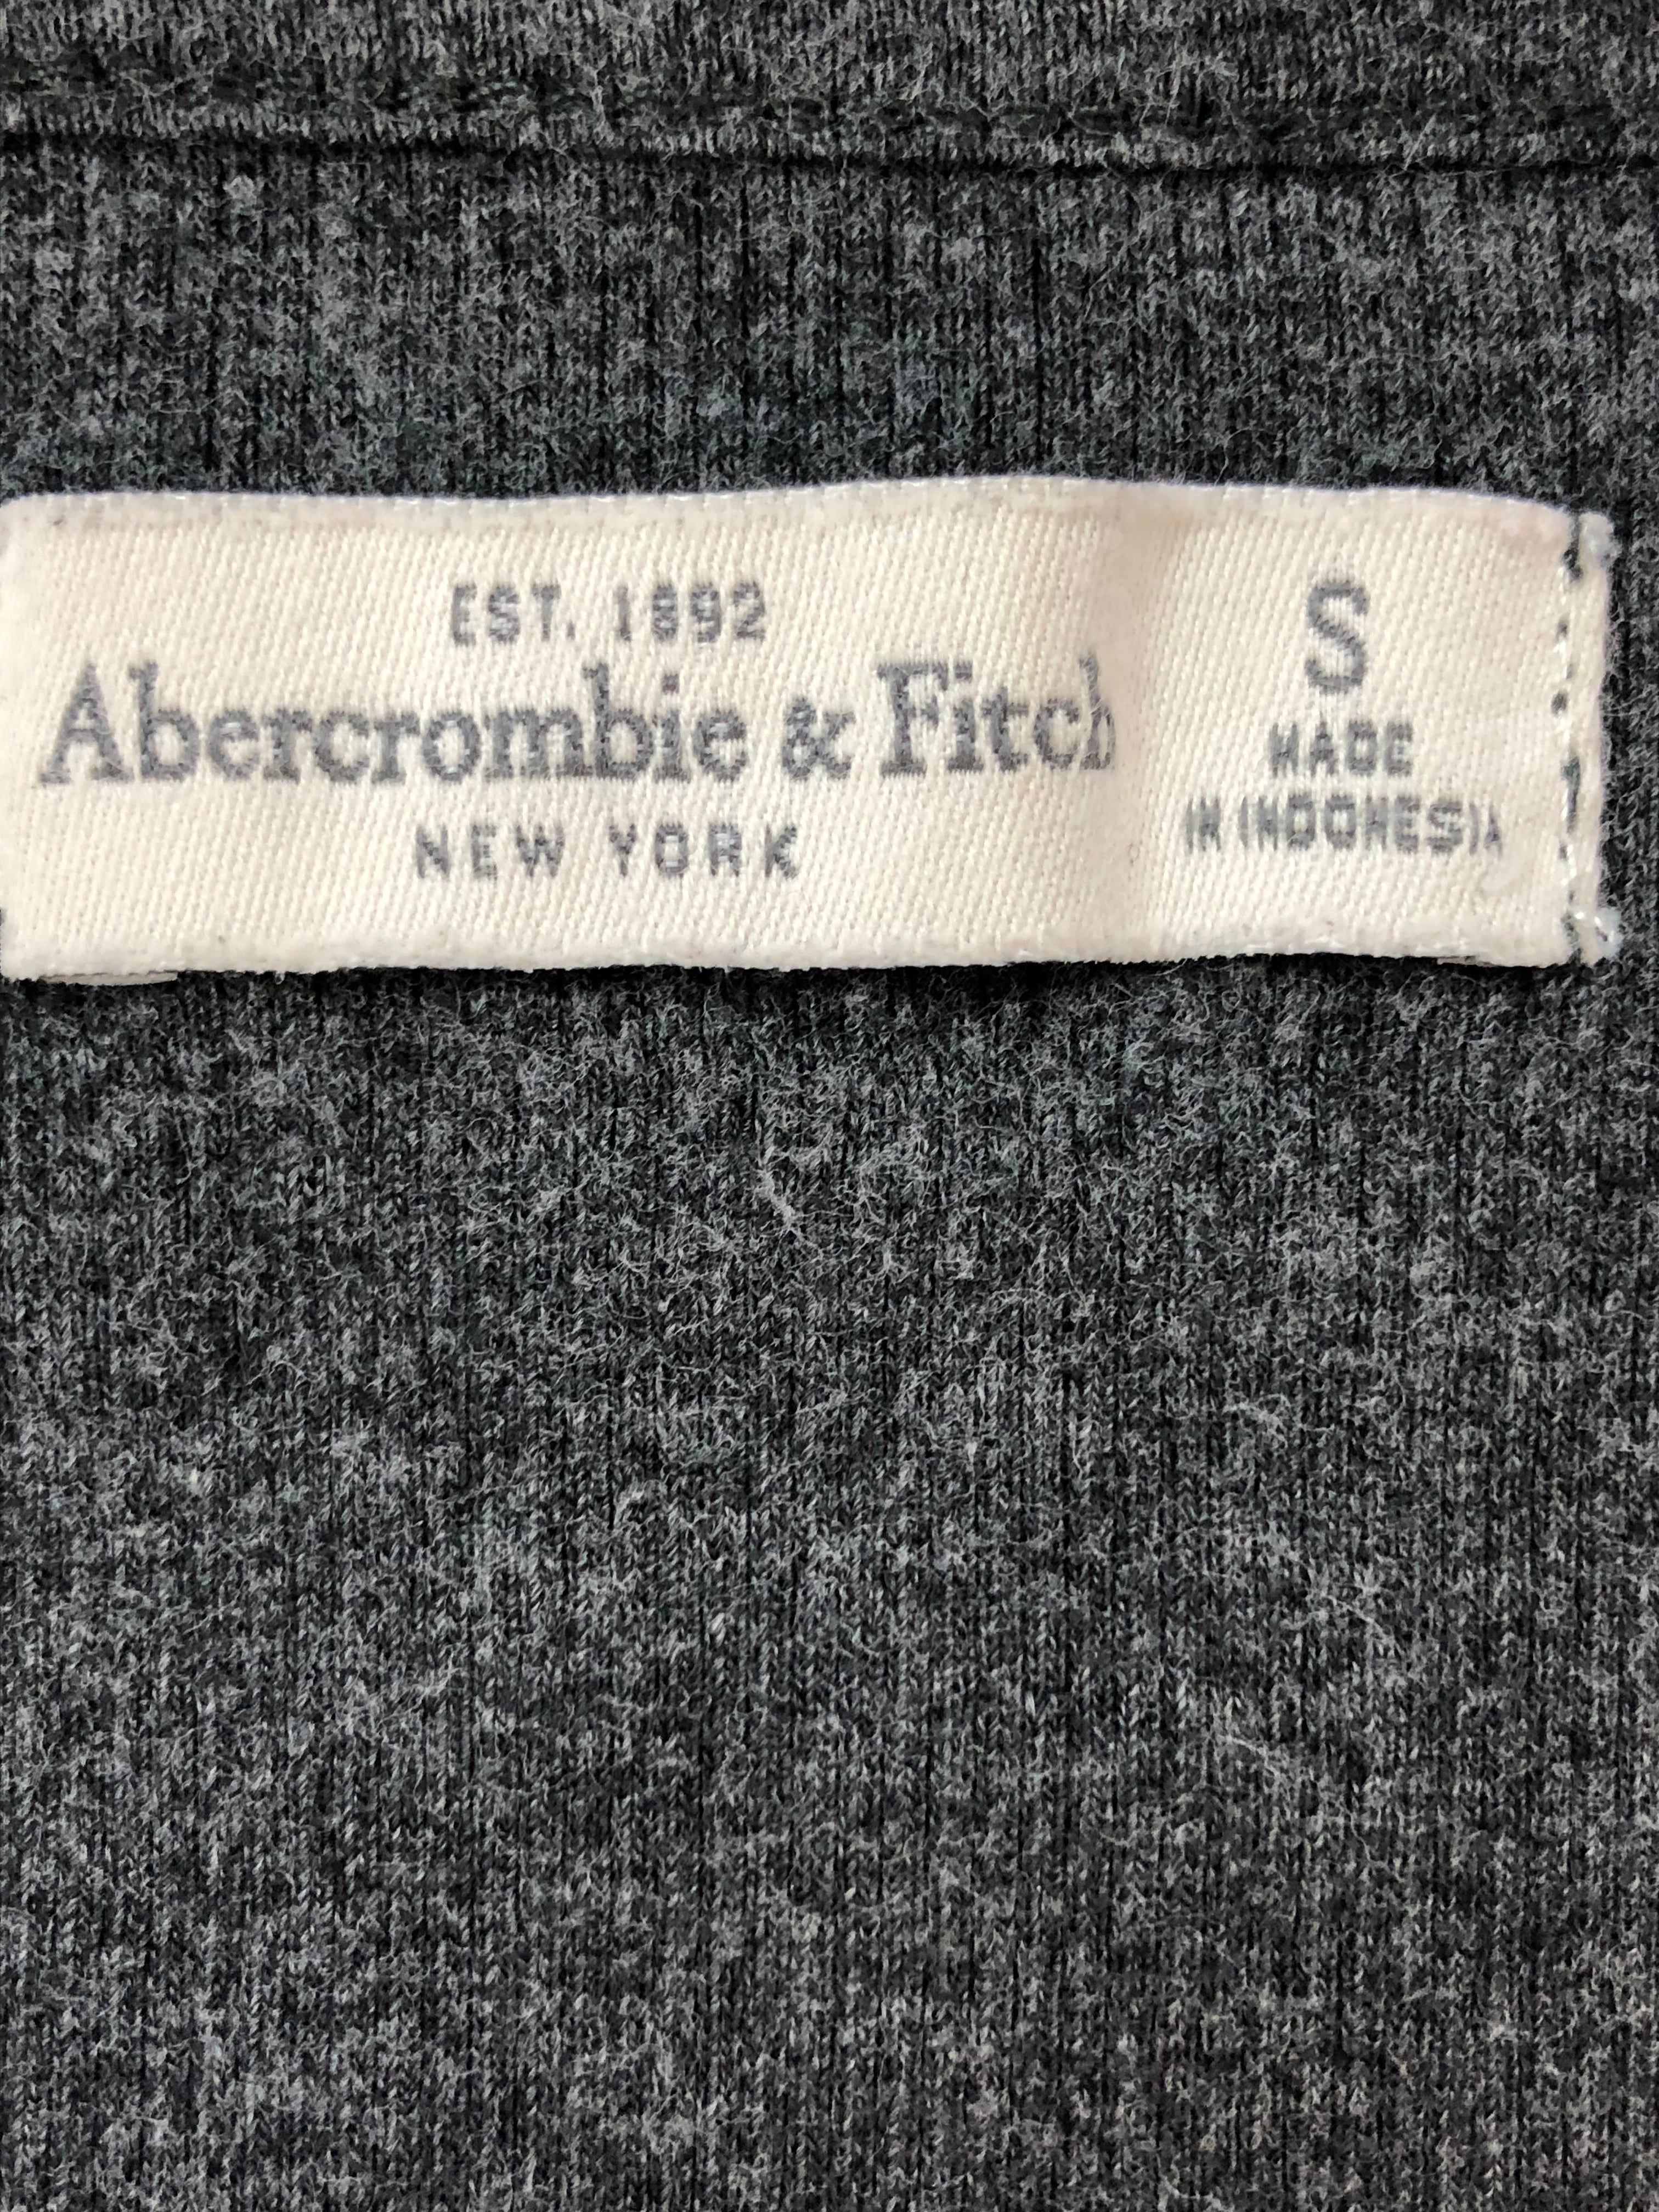 EST. 1892
Abercrombie & Fitch
NEW YORK
S
MADE
IN INDONESIA